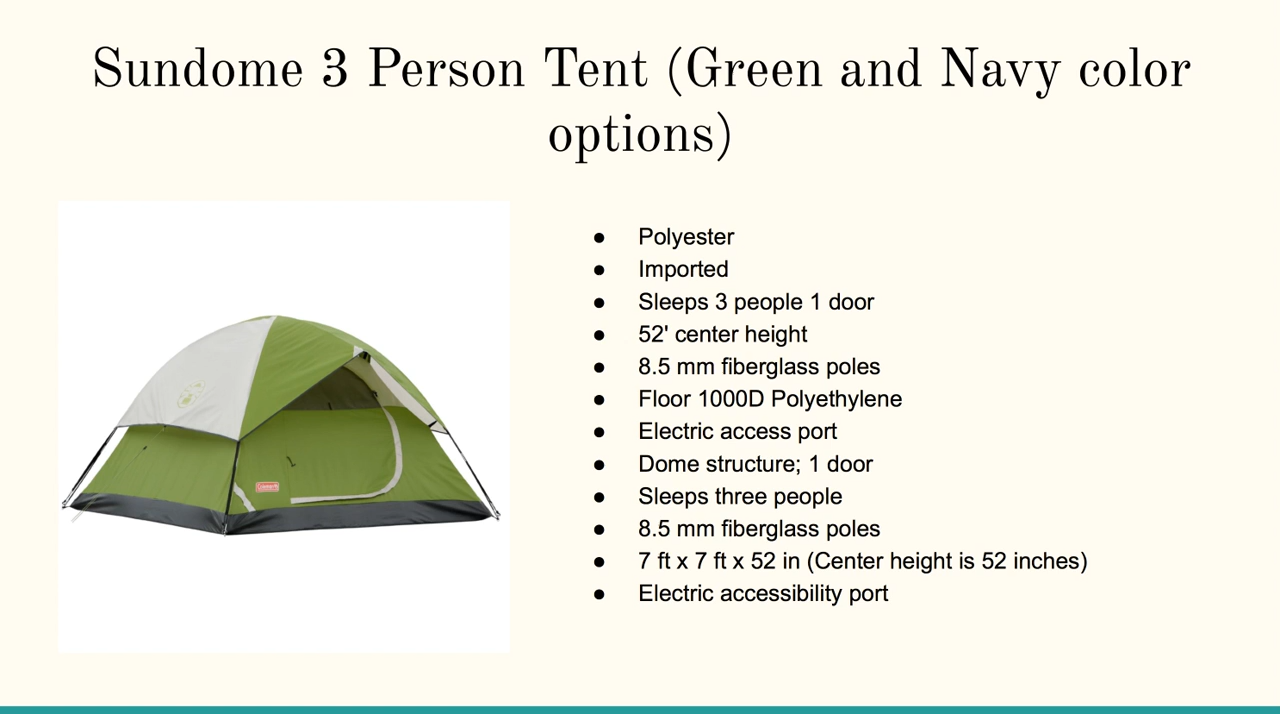 Sundome 3 Person Tent (Green and Navy color
options)
● Polyester
● Imported
● Sleeps 3 people 1 door
● 52' center height
● 8.5 mm fiberglass poles
● Floor 1000D Polyethylene
● Electric access port
● Dome structure; 1 door
● Sleeps three people
● 8.5 mm fiberglass poles
● 7 ft x 7 ft x 52 in (Center height is 52 inches)
● Electric accessibility port
Coleman